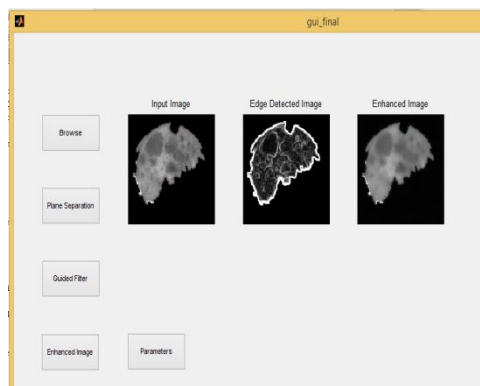 gui_final
Input Image
Edge Detected Image
Enhanced Image
Browse
Plane Separation
Guided Filter
Enhanced Image
Parameters